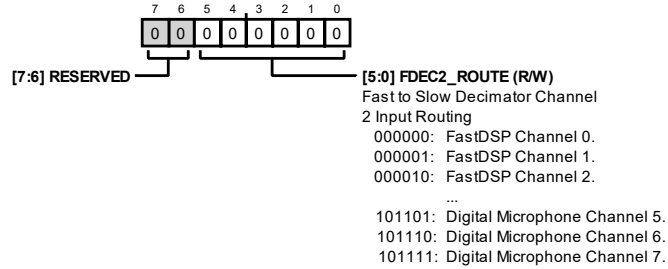 7 6 5 4 3 2 1 0
0 0 0 0 0 0 0 0
[7:6] RESERVED
[5:0] FDEC2_ROUTE (R/W)
Fast to Slow Decimator Channel
2 Input Routing
000000: FastDSP Channel 0.
000001: FastDSP Channel 1.
000010: FastDSP Channel 2.
...
101101: Digital Microphone Channel 5.
101110: Digital Microphone Channel 6.
101111: Digital Microphone Channel 7.